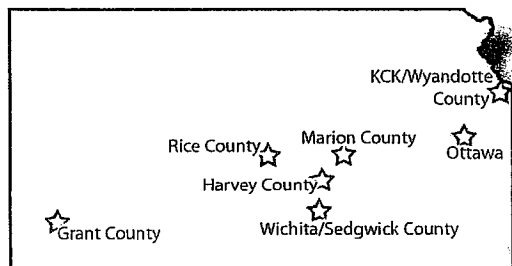 KCK/Wyandotte
County
Rice County
Marion County
Ottawa
Harvey County
Grant County
Wichita/Sedgwick County